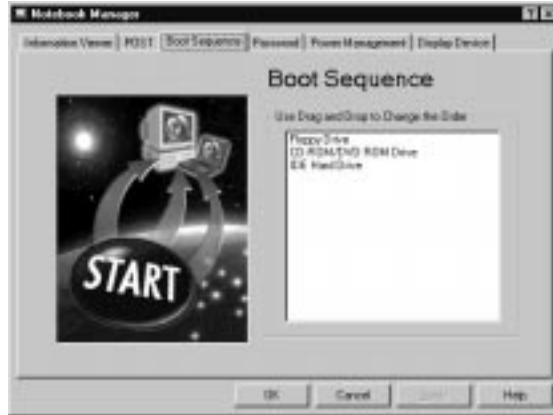 Notebook Manager
Information Viewer POST Boot Sequence Password Power Management Display Device
Boot Sequence
Use Drag and Drop to Change the Order
Floppy Drive
CD ROM/DVD ROM Drive
IDE Hard Drive
START
OK Cancel Help